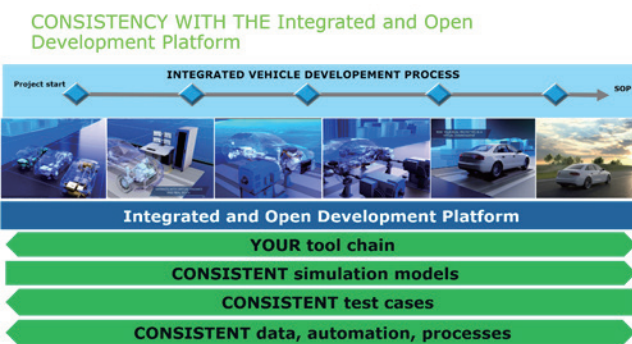 CONSISTENCY WITH THE Integrated and Open
Development Platform
INTEGRATED VEHICLE DEVELOPEMENT PROCESS
Project start
SOP
Integrated and Open Development Platform
YOUR tool chain
CONSISTENT simulation models
CONSISTENT test cases
CONSISTENT data, automation, processes